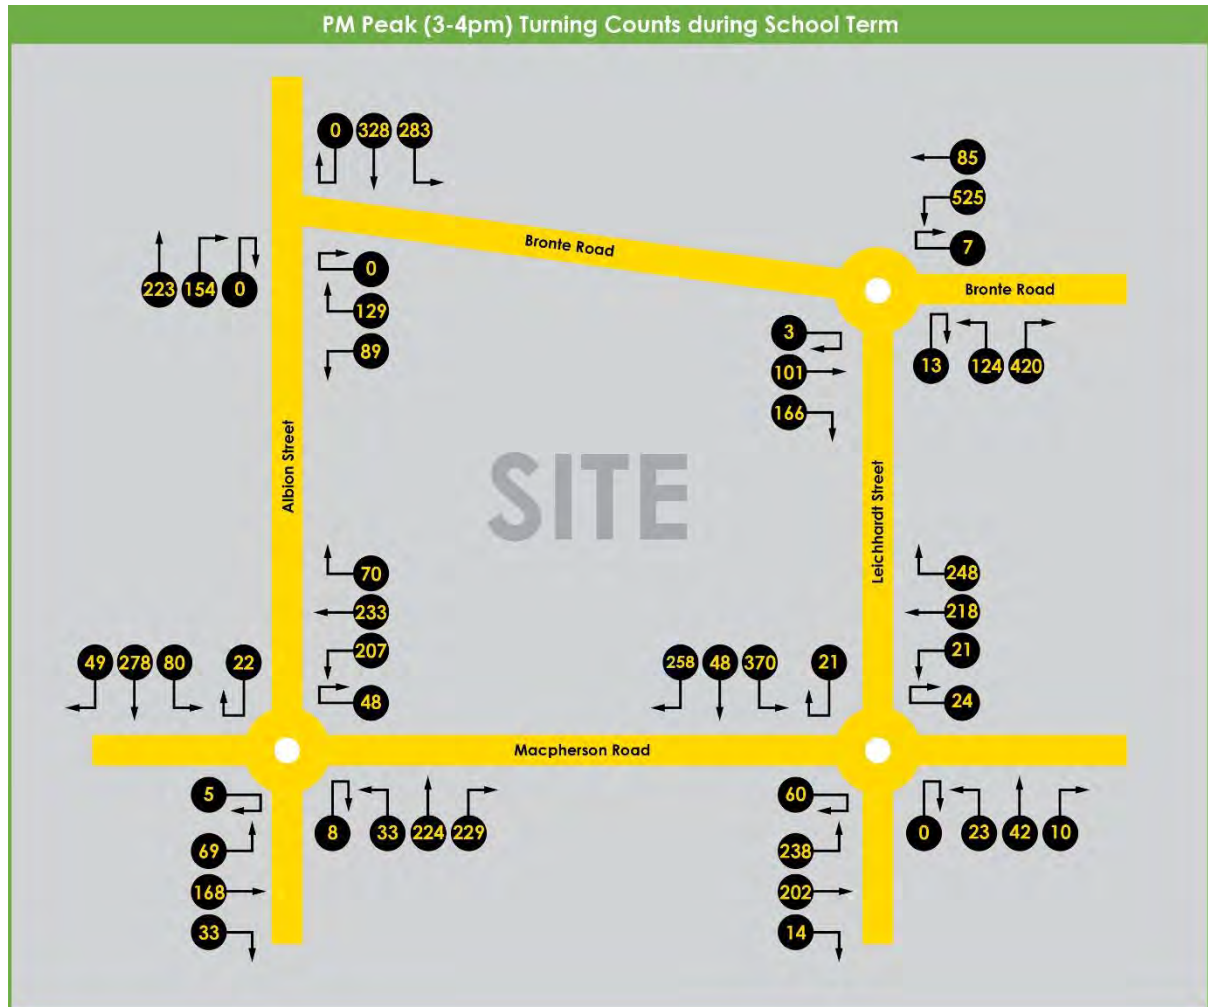 PM Peak (3-4pm) Turning Counts during School Term
0 328 283
85
525
7
Bronte Road
Bronte Road
223 154 0
0
129
89
3
101
166
13 124 420
Albion Street
SITE
Leichhardt Street
70
233
207
48
248
218
21
24
49 278 80 22
258 48 370 21
Macpherson Road
5
69
168
33
8 33 224 229
60
238
202
14
0 23 42 10